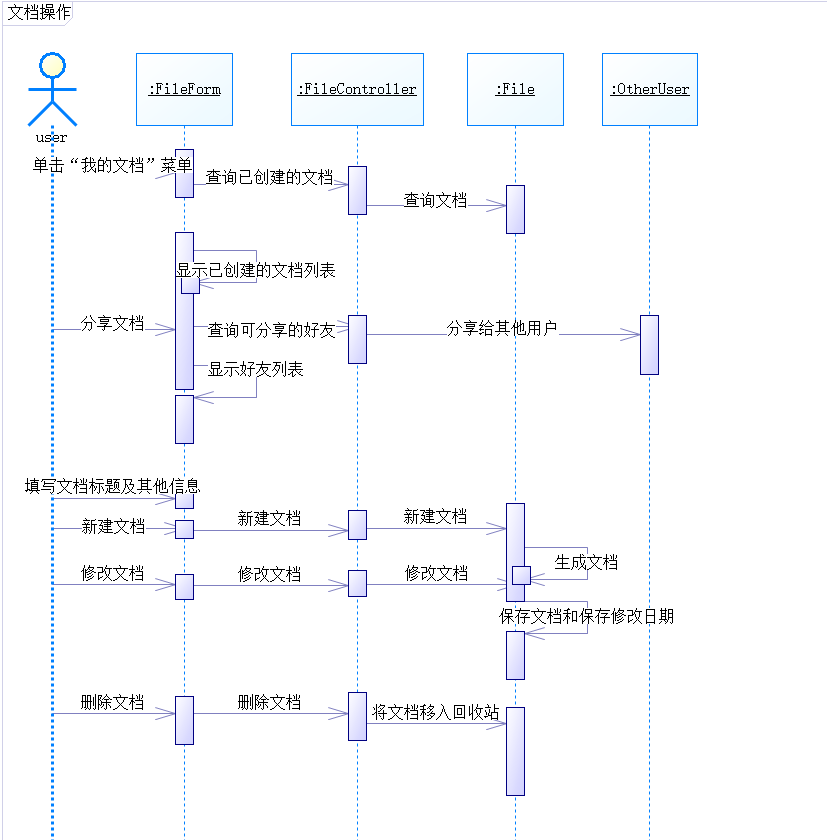 文档操作
:FileForm
:FileController
:File
:OtherUser
user
单击“我的文档”菜单
查询已创建的文档
查询文档
显示已创建的文档列表
分享文档
查询可分享的好友
分享给其他用户
显示好友列表
填写文档标题及其他信息
新建文档
新建文档
新建文档
生成文档
修改文档
修改文档
修改文档
保存文档和保存修改日期
删除文档
删除文档
将文档移入回收站